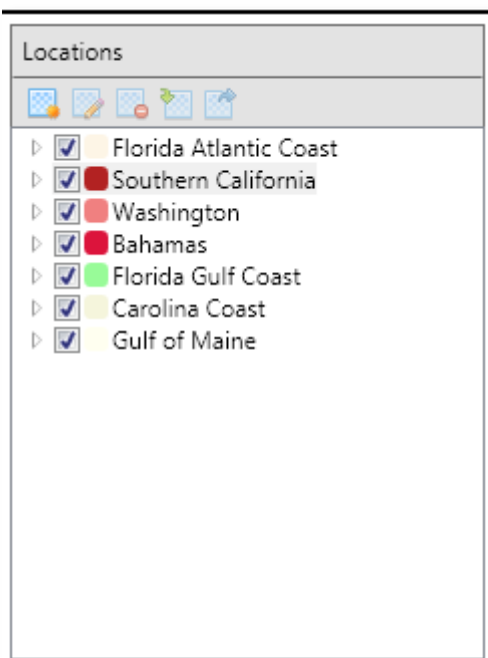 Locations
Florida Atlantic Coast
Southern California
Washington
Bahamas
Florida Gulf Coast
Carolina Coast
Gulf of Maine